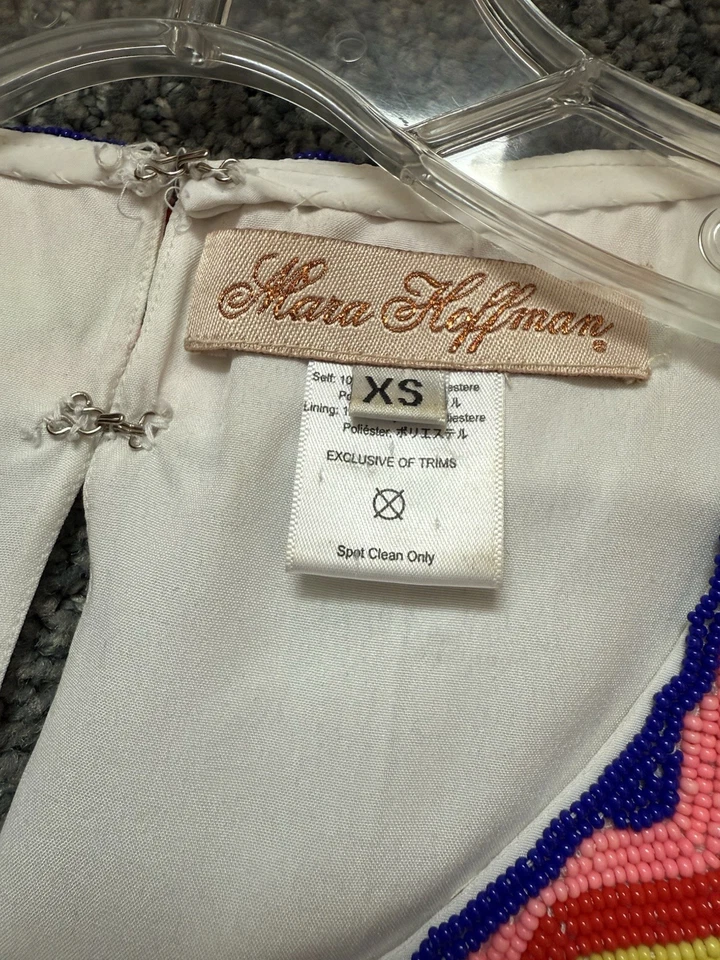 Mara Hoffman®
XS
Self: 10
estere
ル
Lining: 1
liestere
Poliéster, ポリエステル
EXCLUSIVE OF TRIMS
Spot Clean Only